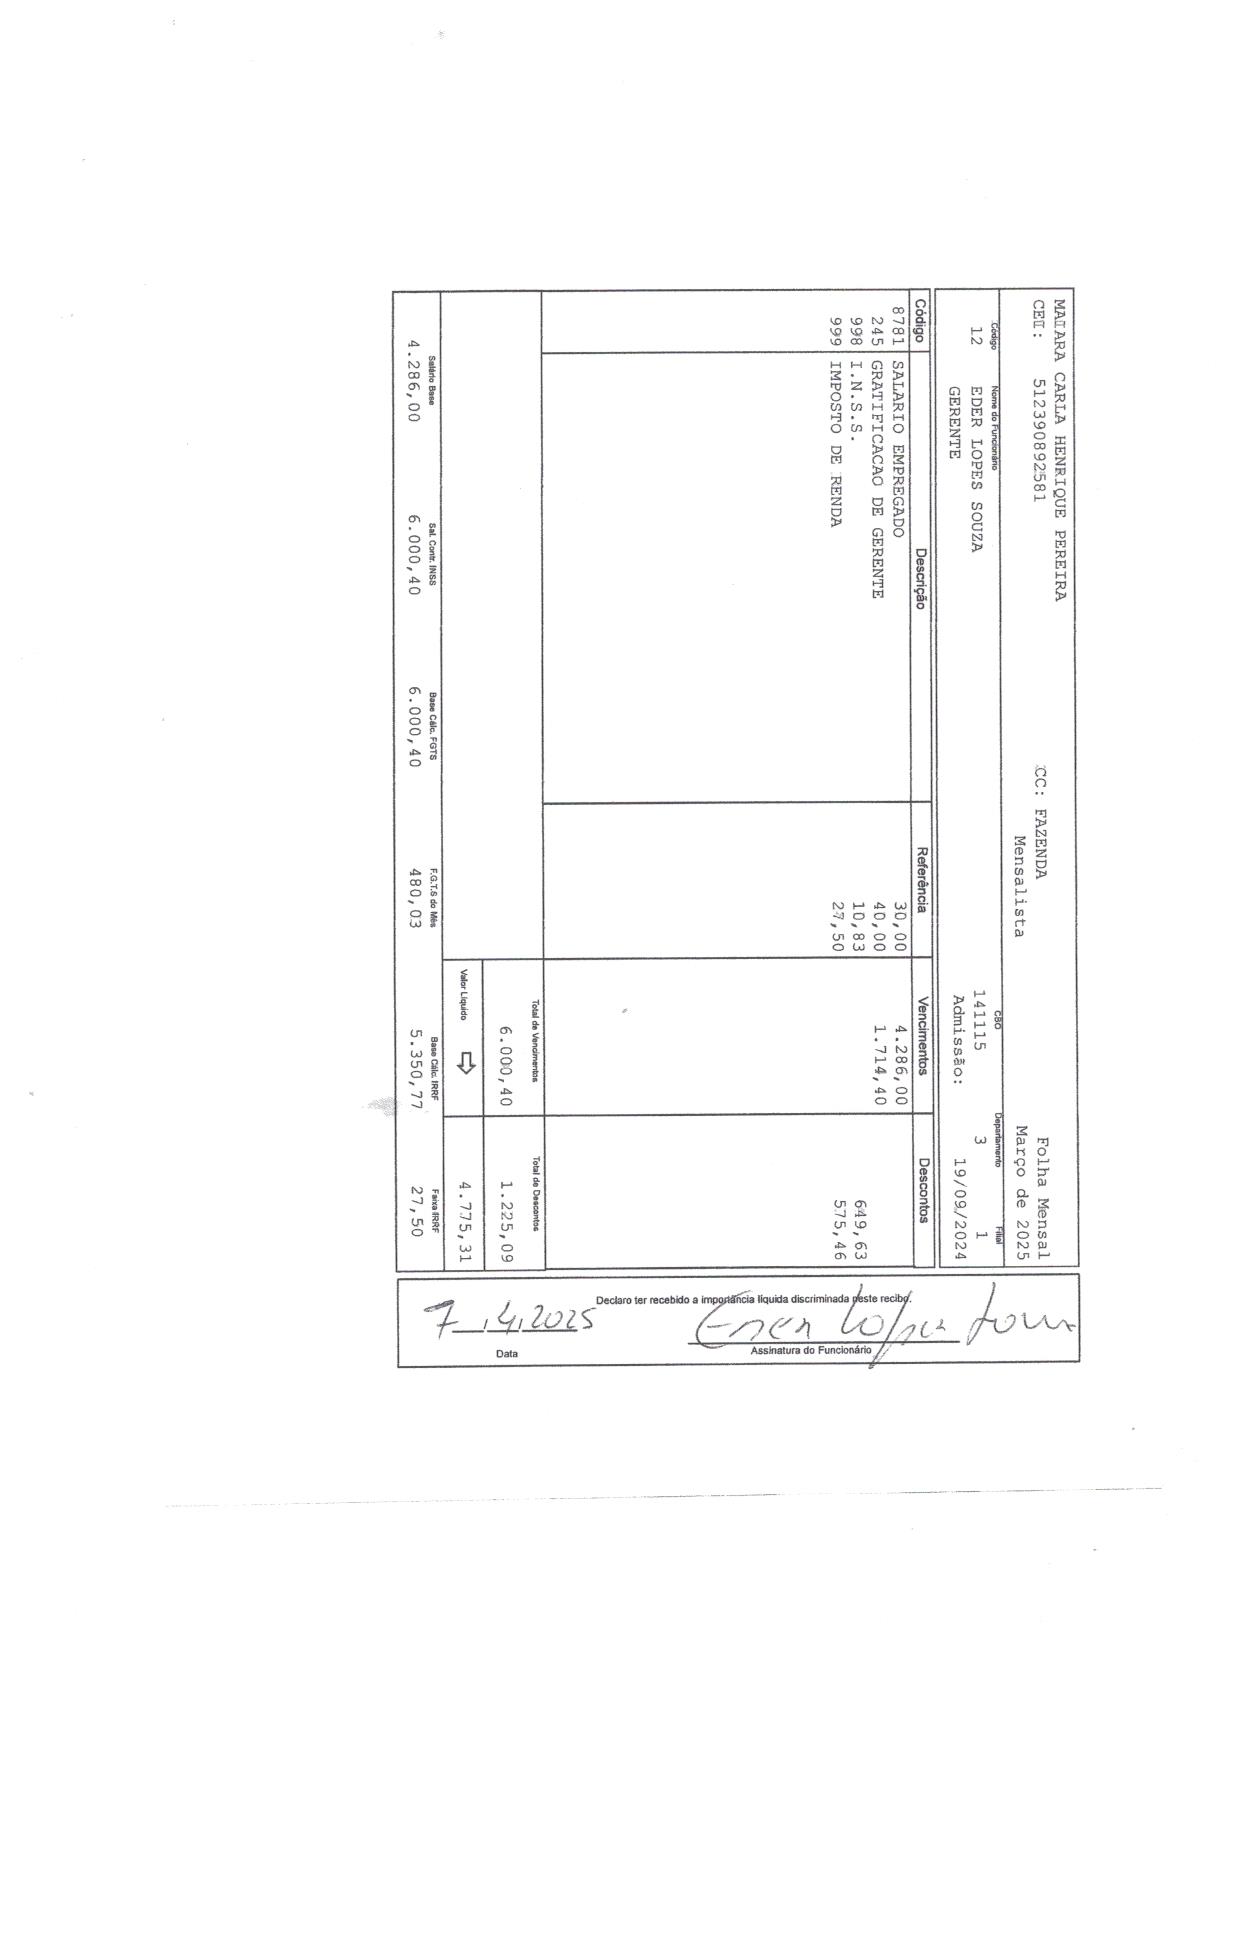 MAIARA CARLA HENRIQUE PEREIRA
CEI: 512390892581 CC: FAZENDA Folha Mensal
Mensalista Março de 2025
Código Nome do Funcionário CBO Departamento Filial
12 EDER LOPES SOUZA 141115 3 1
GERENTE Admissão: 19/09/2024
Código Descrição Referência Vencimentos Descontos
8781 SALARIO EMPREGADO 30,00 4.286,00
245 GRATIFICACAO DE GERENTE 40,00 1.714,40
998 I.N.S.S. 10,83 649,63
999 IMPOSTO DE RENDA 27,50 575,46
Total de Vencimentos Total de Descontos
6.000,40 1.225,09
Valor Líquido 4.775,31
Salário Base Sal. Contr. INSS Base Cálc. FGTS F.G.T.S do Mês Base Cálc. IRRF Faixa IRRF
4.286,00 6.000,40 6.000,40 480,03 5.350,77 27,50
Declaro ter recebido a importância líquida discriminada neste recibo.
Eder Lopes Souza
Assinatura do Funcionário
7 4 2025
Data